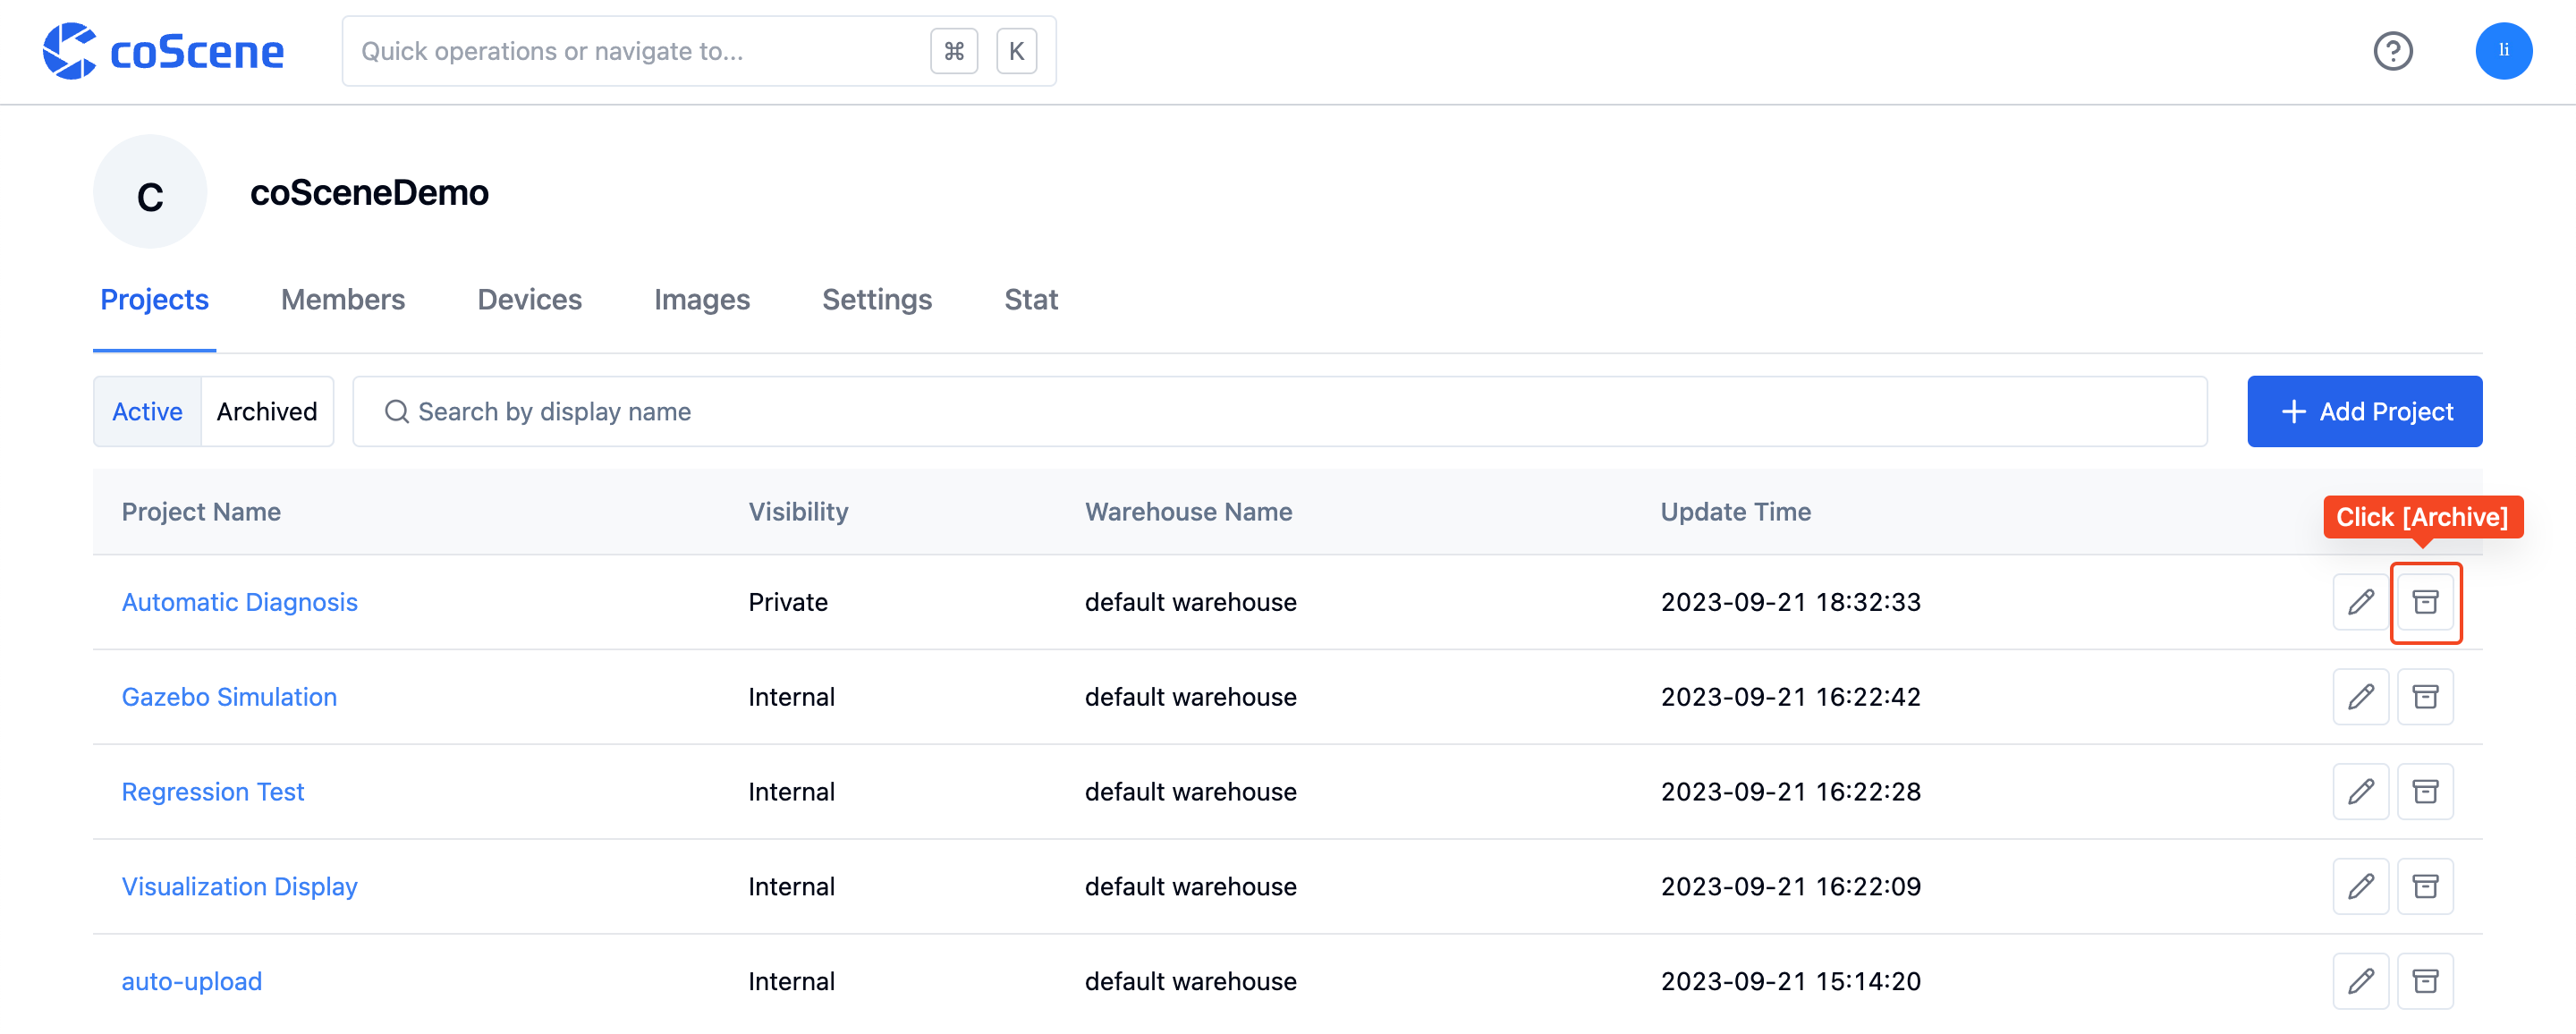 coScene
Quick operations or navigate to... ⌘ K
li
C
coSceneDemo
Projects Members Devices Images Settings Stat
Active Archived Search by display name + Add Project
Project Name Visibility Warehouse Name Update Time
Click [Archive]
Automatic Diagnosis Private default warehouse 2023-09-21 18:32:33
Gazebo Simulation Internal default warehouse 2023-09-21 16:22:42
Regression Test Internal default warehouse 2023-09-21 16:22:28
Visualization Display Internal default warehouse 2023-09-21 16:22:09
auto-upload Internal default warehouse 2023-09-21 15:14:20